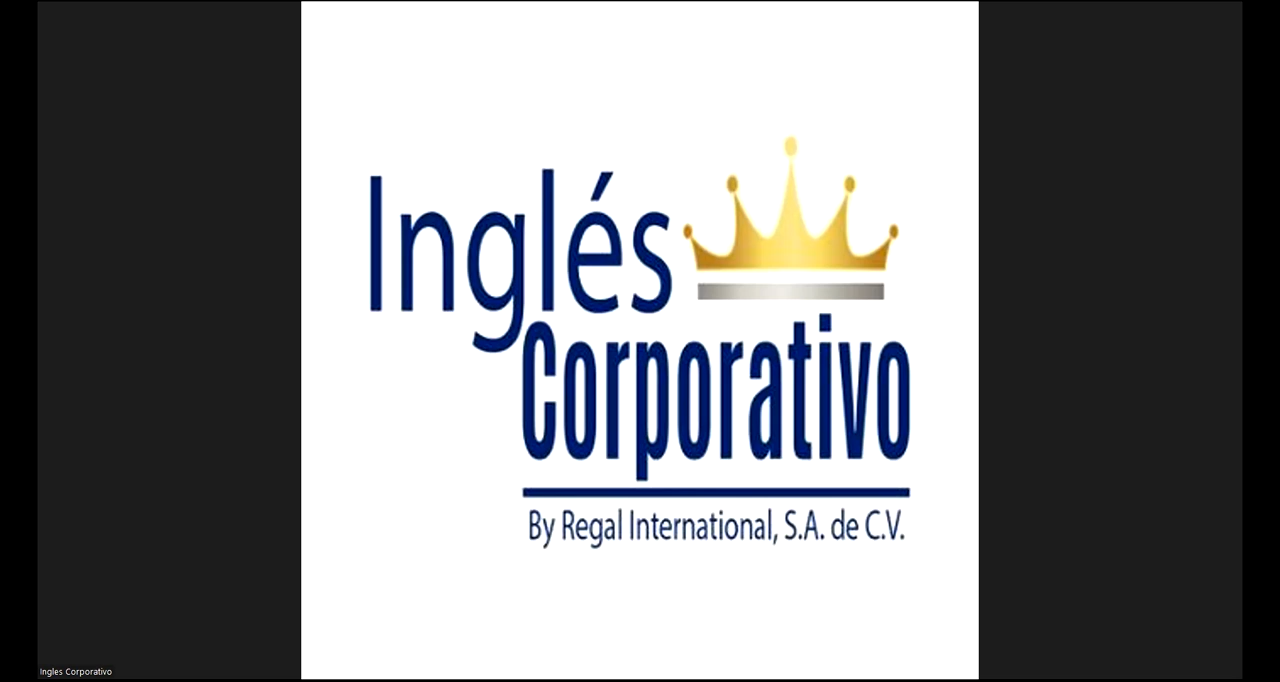 Inglés
Corporativo
By Regal International, S.A. de C.V.
Ingles Corporativo